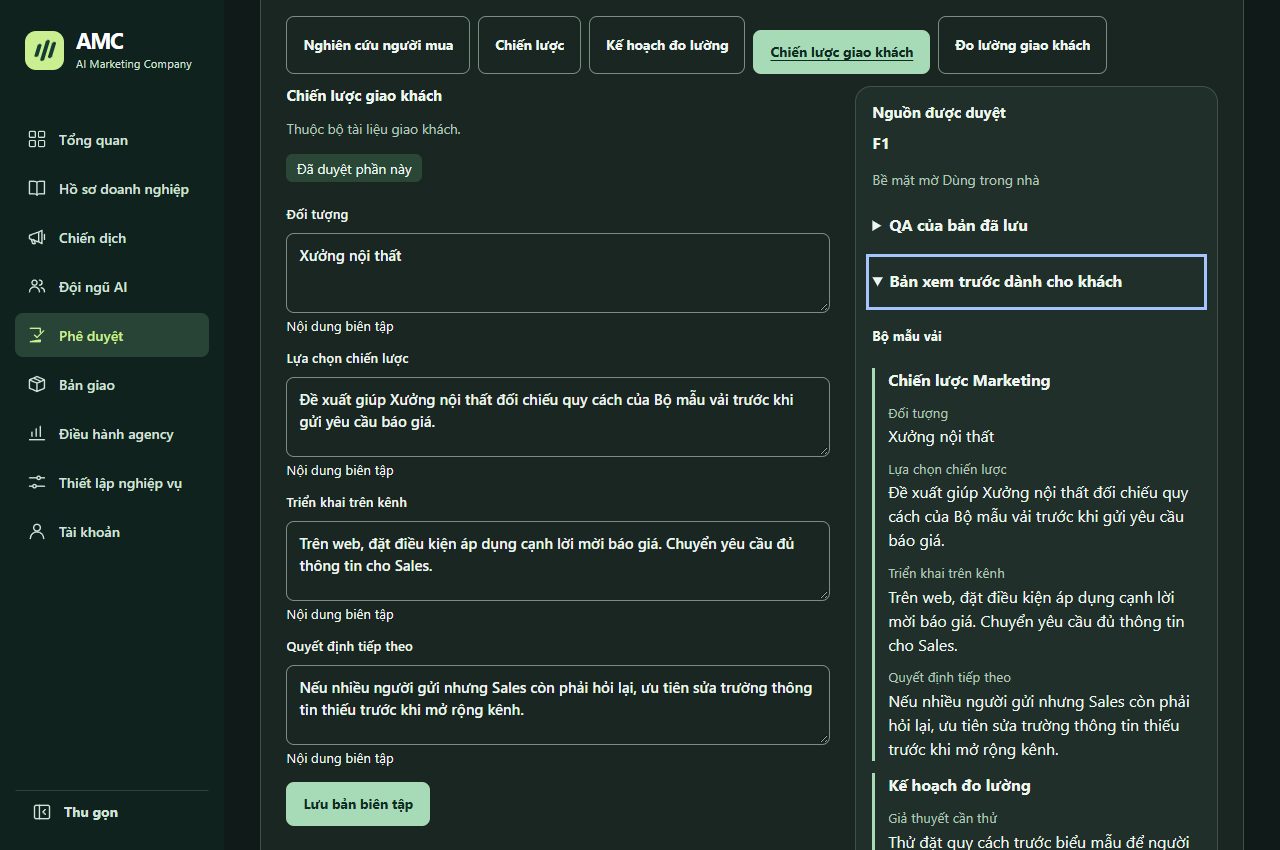 AMC
AI Marketing Company
Tổng quan
Hồ sơ doanh nghiệp
Chiến dịch
Đội ngũ AI
Phê duyệt
Bản giao
Điều hành agency
Thiết lập nghiệp vụ
Tài khoản
Thu gọn
Nghiên cứu người mua
Chiến lược
Kế hoạch đo lường
Chiến lược giao khách
Đo lường giao khách
Chiến lược giao khách
Thuộc bộ tài liệu giao khách.
Đã duyệt phần này
Đối tượng
Xưởng nội thất
Nội dung biên tập
Lựa chọn chiến lược
Đề xuất giúp Xưởng nội thất đối chiếu quy cách của Bộ mẫu vải trước khi
gửi yêu cầu báo giá.
Nội dung biên tập
Triển khai trên kênh
Trên web, đặt điều kiện áp dụng cạnh lời mời báo giá. Chuyển yêu cầu đủ
thông tin cho Sales.
Nội dung biên tập
Quyết định tiếp theo
Nếu nhiều người gửi nhưng Sales còn phải hỏi lại, ưu tiên sửa trường thông
tin thiếu trước khi mở rộng kênh.
Nội dung biên tập
Lưu bản biên tập
Nguồn được duyệt
F1
Bề mặt mờ Dùng trong nhà
QA của bản đã lưu
Bản xem trước dành cho khách
Bộ mẫu vải
Chiến lược Marketing
Đối tượng
Xưởng nội thất
Lựa chọn chiến lược
Đề xuất giúp Xưởng nội thất đối chiếu quy
cách của Bộ mẫu vải trước khi gửi yêu cầu
báo giá.
Triển khai trên kênh
Trên web, đặt điều kiện áp dụng cạnh lời
mời báo giá. Chuyển yêu cầu đủ thông tin
cho Sales.
Quyết định tiếp theo
Nếu nhiều người gửi nhưng Sales còn phải
hỏi lại, ưu tiên sửa trường thông tin thiếu
trước khi mở rộng kênh.
Kế hoạch đo lường
Giả thuyết cần thử
Thử đặt quy cách trước biểu mẫu để người